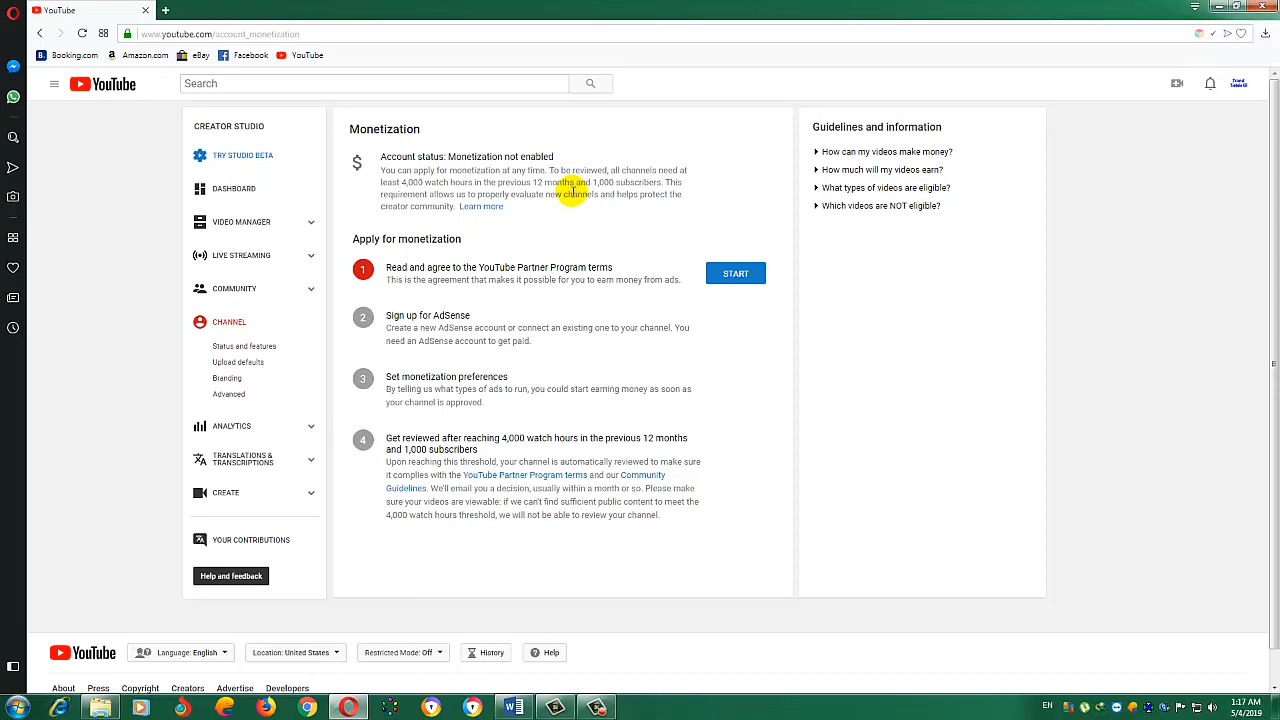 YouTube
www.youtube.com/account_monetization
Booking.com
Amazon.com
eBay
Facebook
YouTube
YouTube
Search
CREATOR STUDIO
TRY STUDIO BETA
DASHBOARD
VIDEO MANAGER
LIVE STREAMING
COMMUNITY
CHANNEL
Status and features
Upload defaults
Branding
Advanced
ANALYTICS
TRANSLATIONS &
TRANSCRIPTIONS
CREATE
YOUR CONTRIBUTIONS
Help and feedback
Monetization
Account status: Monetization not enabled
You can apply for monetization at any time. To be reviewed, all channels need at
least 4,000 watch hours in the previous 12 months and 1,000 subscribers. This
requirement allows us to properly evaluate new channels and helps protect the
creator community. Learn more
Apply for monetization
1
Read and agree to the YouTube Partner Program terms
This is the agreement that makes it possible for you to earn money from ads.
START
2
Sign up for AdSense
Create a new AdSense account or connect an existing one to your channel. You
need an AdSense account to get paid.
3
Set monetization preferences
By telling us what types of ads to run, you could start earning money as soon as
your channel is approved.
4
Get reviewed after reaching 4,000 watch hours in the previous 12 months
and 1,000 subscribers
Upon reaching this threshold, your channel is automatically reviewed to make sure
it complies with the YouTube Partner Program terms and our Community
Guidelines. We'll email you a decision, usually within a month or so. Please make
sure your videos are viewable: if we can't find sufficient public content to meet the
4,000 watch hours threshold, we will not be able to review your channel.
Guidelines and information
How can my videos make money?
How much will my videos earn?
What types of videos are eligible?
Which videos are NOT eligible?
YouTube
Language: English
Location: United States
Restricted Mode: Off
History
Help
About
Press
Copyright
Creators
Advertise
Developers
EN
1:17 AM
5/4/2019